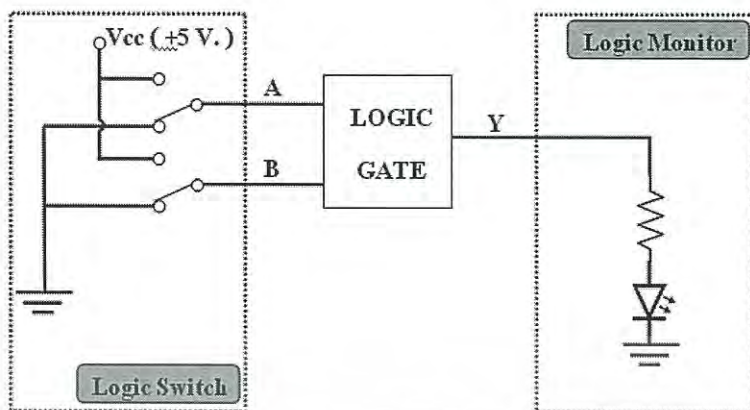 Vcc ( +5 V.)
Logic Monitor
A
LOGIC
GATE
Y
B
Logic Switch